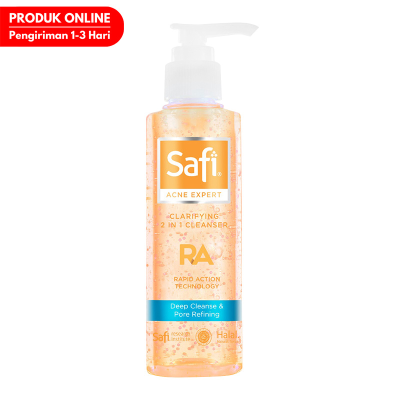 PRODUK ONLINE
Pengiriman 1-3 Hari
Safi
ACNE EXPERT
CLARIFYING
2 IN 1 CLEANSER
RA
RAPID ACTION
TECHNOLOGY
Deep Cleanse &
Pore Refining
Safi
Halal